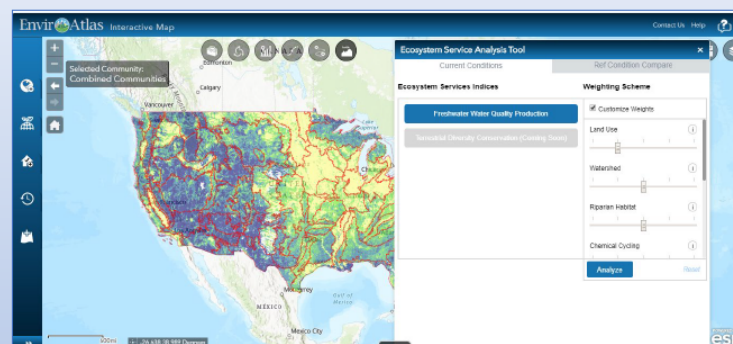 EnviroAtlas Interactive Map
Contact Us Help
Selected Community:
Combined Communities
Edmonton
Calgary
Vancouver
Monterrey
MÉXICO
Gulf of
Mexico
Mexico City
Ecosystem Service Analysis Tool
×
Current Conditions
Ref Condition Compare
Ecosystem Services Indices
Weighting Scheme
Freshwater Water Quality Production
Terrestrial Diversity Conservation (Coming Soon)
Customize Weights
Land Use
Watershed
Riparian Habitat
Chemical Cycling
Analyze
Reset